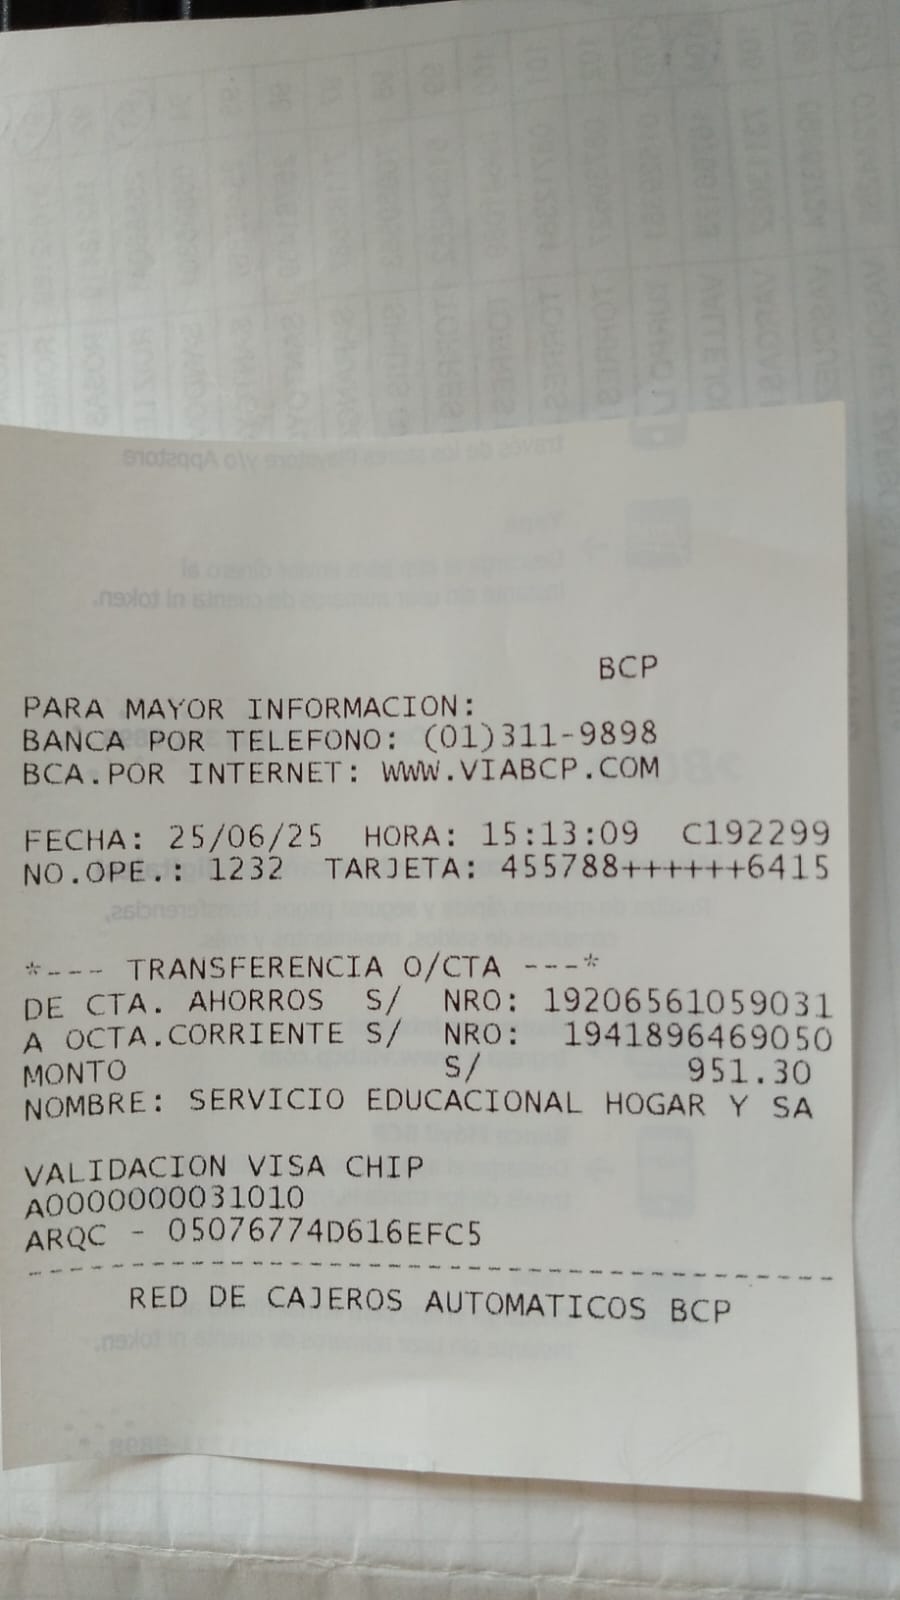 BCP
PARA MAYOR INFORMACION:
BANCA POR TELEFONO: (01)311-9898
BCA.POR INTERNET: WWW.VIABCP.COM
FECHA: 25/06/25 HORA: 15:13:09 C192299
NO.OPE.: 1232 TARJETA: 455788++++++6415
*--- TRANSFERENCIA O/CTA ---*
DE CTA. AHORROS S/ NRO: 19206561059031
A OCTA.CORRIENTE S/ NRO: 1941896469050
MONTO S/ 951.30
NOMBRE: SERVICIO EDUCACIONAL HOGAR Y SA
VALIDACION VISA CHIP
A0000000031010
ARQC - 05076774D616EFC5
----------------------------------------
RED DE CAJEROS AUTOMATICOS BCP